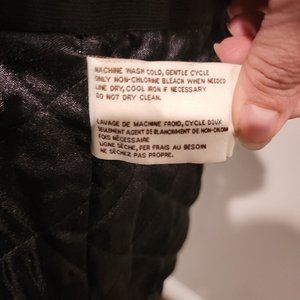 MACHINE WASH COLD, GENTLE CYCLE
ONLY NON-CHLORINE BLEACH WHEN NEEDED
LINE DRY, COOL IRON IF NECESSARY
DO NOT DRY CLEAN.
LAVAGE DE MACHINE FROID, CYCLE DOUX
SEULEMENT AGENT DE BLANCHIMENT DE NON-CHLOR
FOIS NÉCESSAIRE
LIGNE SÈCHE, FER FRAIS AU BESOIN
NE SÉCHEZ PAS PROPRE.